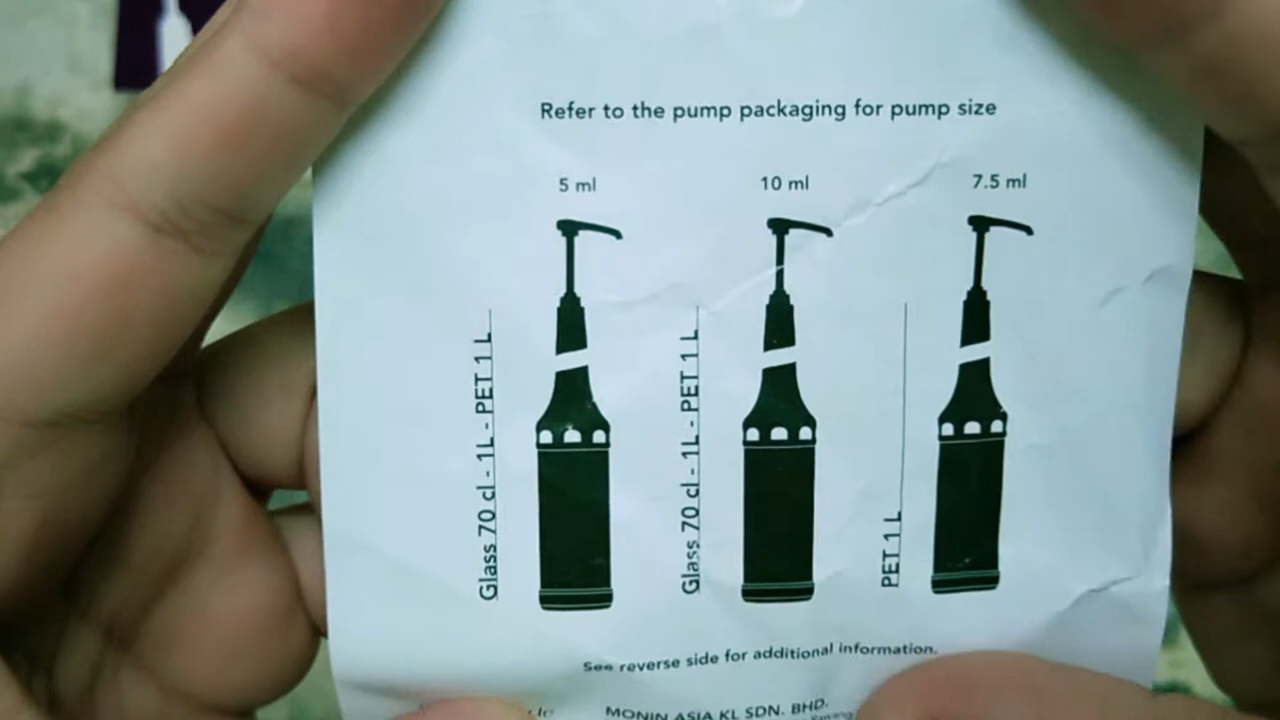 Refer to the pump packaging for pump size
5 ml
10 ml
7.5 ml
Glass 70 cl - 1L - PET 1 L
Glass 70 cl - 1L - PET 1 L
PET 1 L
See reverse side for additional information.
MONIN ASIA KL SDN. BHD.